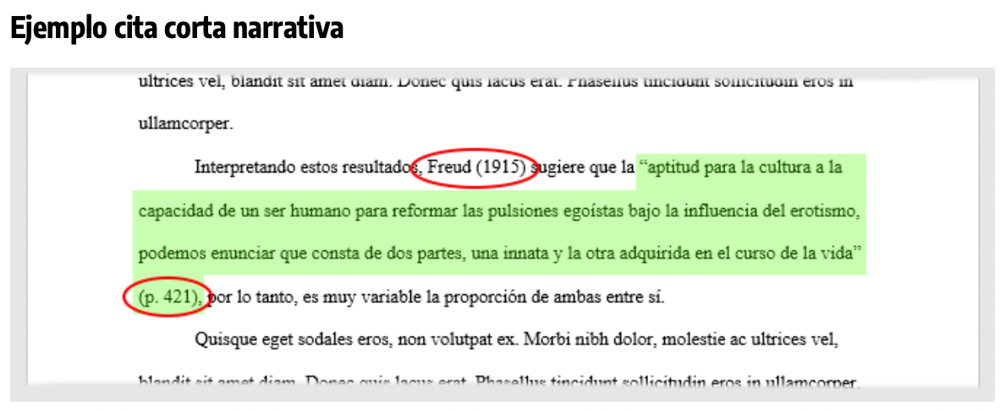 Ejemplo cita corta narrativa
ultrices vel, blandit sit amet diam. Donec quis lacus erat. Phasellus tincidunt sollicitudin eros in
ullamcorper.
Interpretando estos resultados, Freud (1915) sugiere que la “aptitud para la cultura a la
capacidad de un ser humano para reformar las pulsiones egoístas bajo la influencia del erotismo,
podemos enunciar que consta de dos partes, una innata y la otra adquirida en el curso de la vida”
(p. 421), por lo tanto, es muy variable la proporción de ambas entre sí.
Quisque eget sodales eros, non volutpat ex. Morbi nibh dolor, molestie ac ultrices vel,
blandit sit amet diam. Donec quis lacus erat. Phasellus tincidunt sollicitudin eros in ullamcorper.